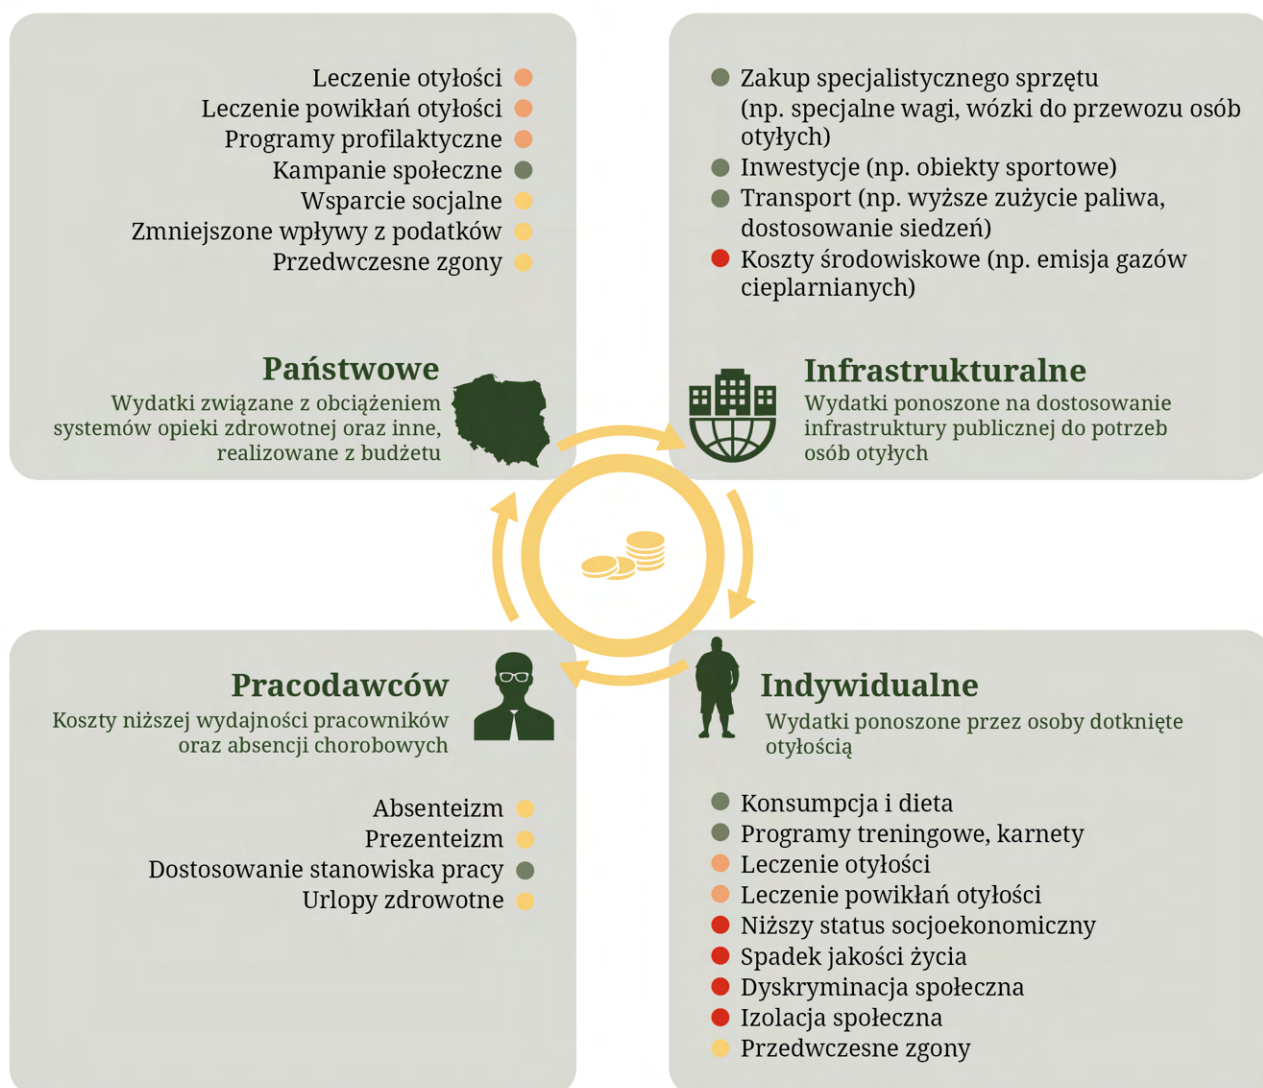 Leczenie otyłości
Leczenie powikłań otyłości
Programy profilaktyczne
Kampanie społeczne
Wsparcie socjalne
Zmniejszone wpływy z podatków
Przedwczesne zgony
Państwowe
Wydatki związane z obciążeniem
systemów opieki zdrowotnej oraz inne,
realizowane z budżetu
Zakup specjalistycznego sprzętu
(np. specjalne wagi, wózki do przewozu osób
otyłych)
Inwestycje (np. obiekty sportowe)
Transport (np. wyższe zużycie paliwa,
dostosowanie siedzeń)
Koszty środowiskowe (np. emisja gazów
cieplarnianych)
Infrastrukturalne
Wydatki ponoszone na dostosowanie
infrastruktury publicznej do potrzeb
osób otyłych
Pracodawców
Koszty niższej wydajności pracowników
oraz absencji chorobowych
Absenteizm
Prezenteizm
Dostosowanie stanowiska pracy
Urlopy zdrowotne
Indywidualne
Wydatki ponoszone przez osoby dotknięte
otyłością
Konsumpcja i dieta
Programy treningowe, karnety
Leczenie otyłości
Leczenie powikłań otyłości
Niższy status socjoekonomiczny
Spadek jakości życia
Dyskryminacja społeczna
Izolacja społeczna
Przedwczesne zgony